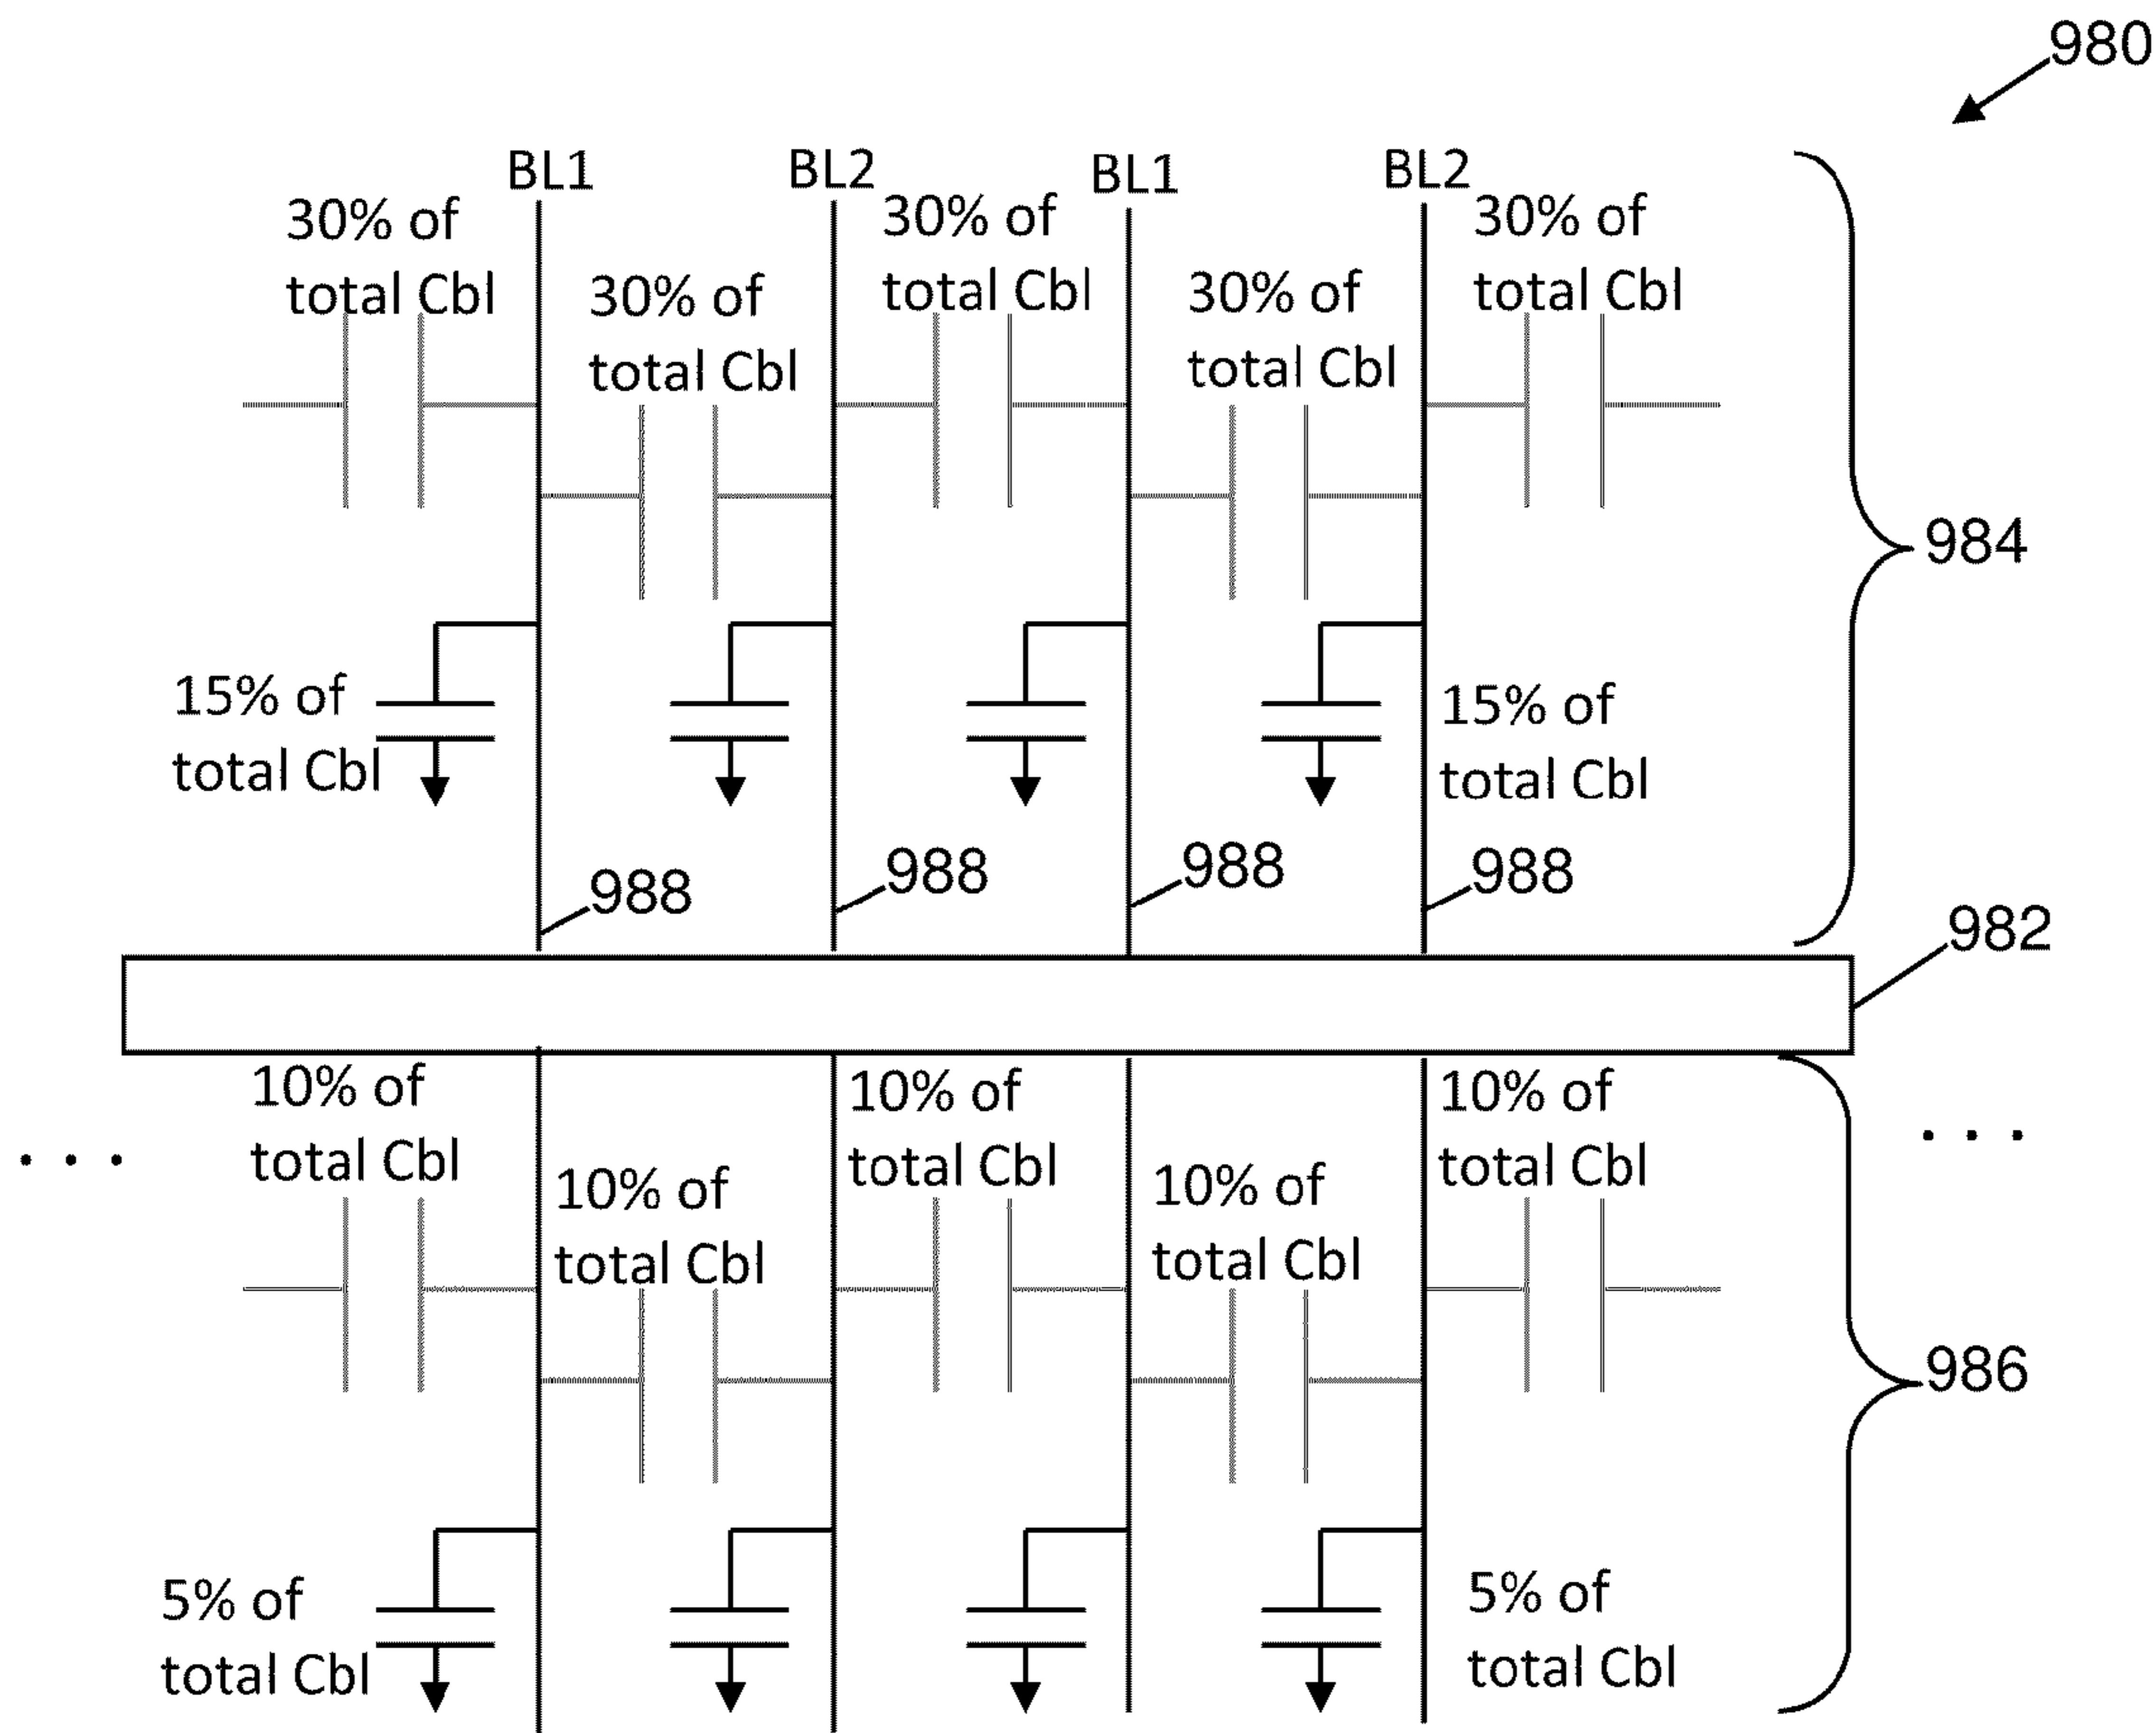 980
BL1
BL2
BL1
BL2
30% of
total Cbl
30% of
total Cbl
30% of
total Cbl
30% of
total Cbl
30% of
total Cbl
984
15% of
total Cbl
15% of
total Cbl
988
988
988
988
982
10% of
total Cbl
10% of
total Cbl
10% of
total Cbl
10% of
total Cbl
10% of
total Cbl
. . .
. . .
986
5% of
total Cbl
5% of
total Cbl